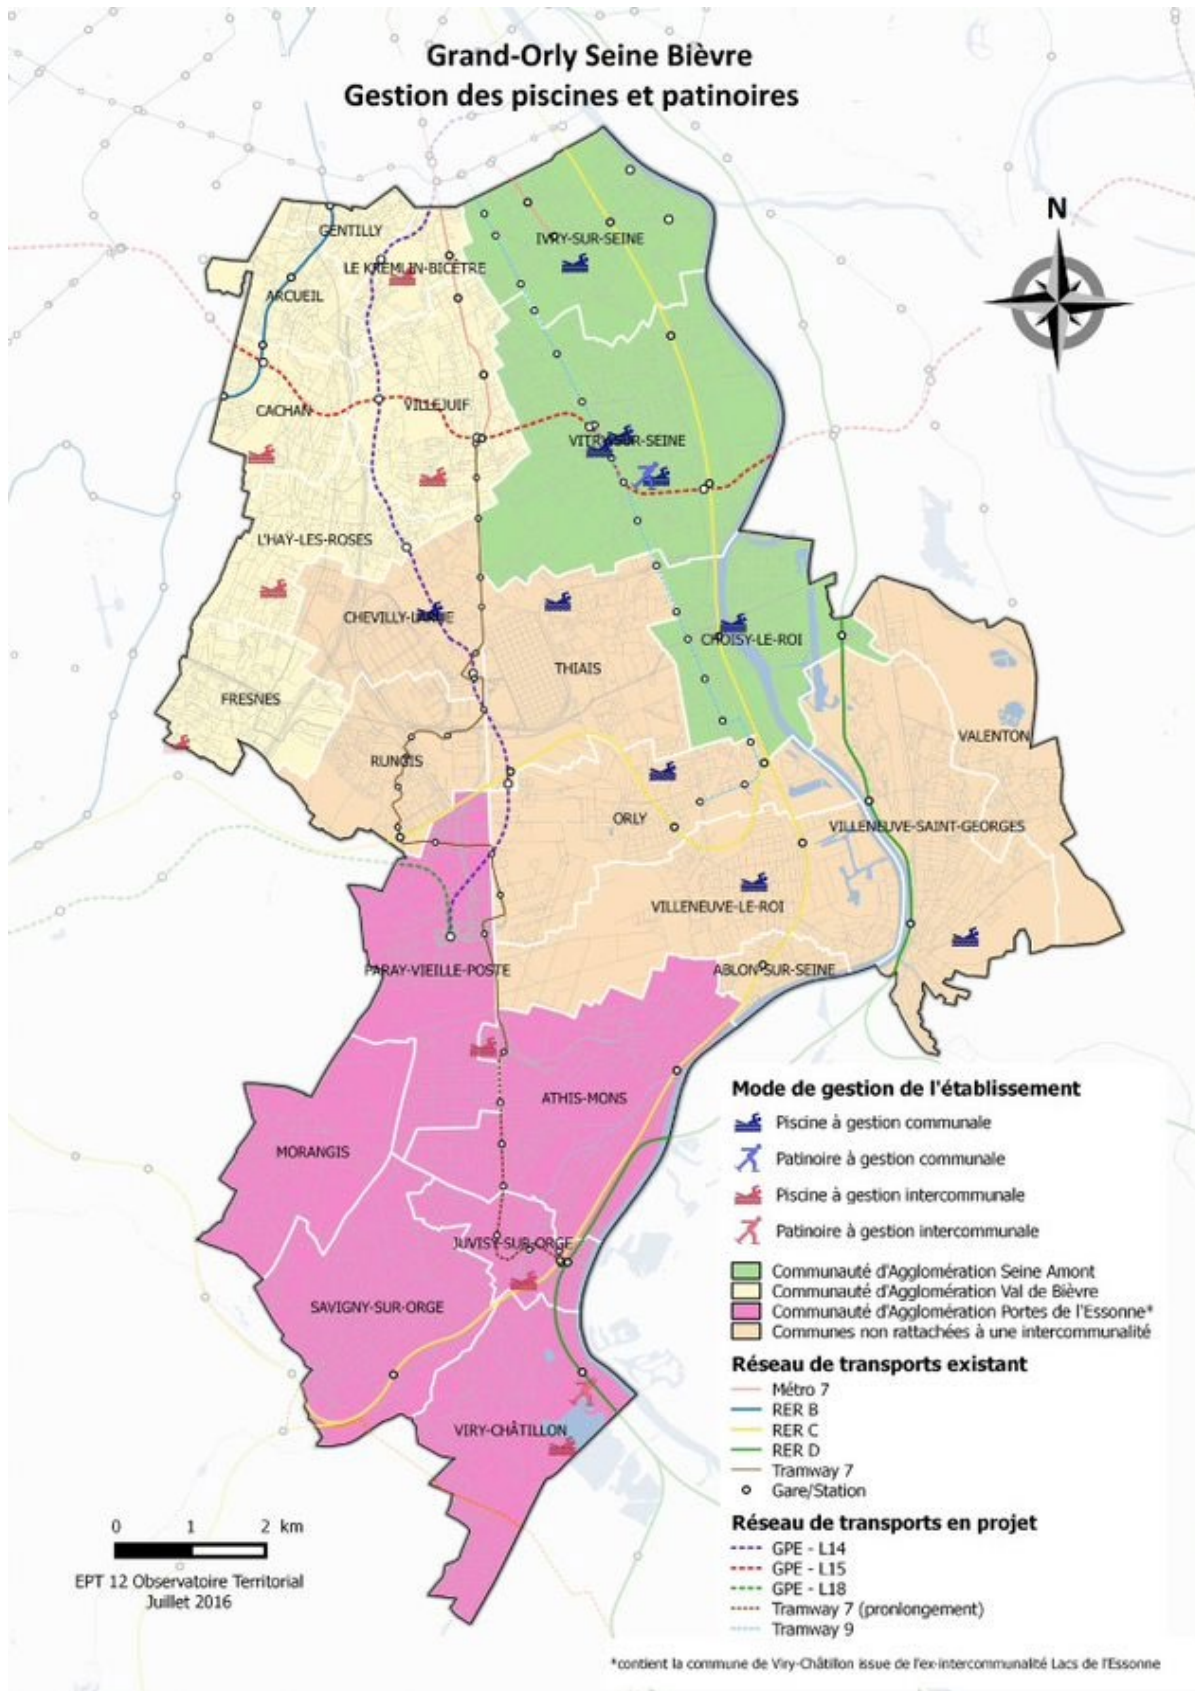 Grand-Orly Seine Bièvre
Gestion des piscines et patinoires
N
GENTILLY
IVRY-SUR-SEINE
LE KREMLIN-BICETRE
ARCUEIL
CACHAN
VILLEJUIF
VITRY-SUR-SEINE
L'HAY-LES-ROSES
CHEVILLY-LARUE
CHOISY-LE-ROI
THIAIS
FRESNES
VALENTON
RUNGIS
ORLY
VILLENEUVE-SAINT-GEORGES
VILLENEUVE-LE-ROI
PARAY-VIEILLE-POSTE
ABLON-SUR-SEINE
ATHIS-MONS
MORANGIS
JUVISY-SUR-ORGE
SAVIGNY-SUR-ORGE
VIRY-CHÂTILLON
Mode de gestion de l'établissement
Piscine à gestion communale
Patinoire à gestion communale
Piscine à gestion intercommunale
Patinoire à gestion intercommunale
Communauté d'Agglomération Seine Amont
Communauté d'Agglomération Val de Bièvre
Communauté d'Agglomération Portes de l'Essonne*
Communes non rattachées à une intercommunalité
Réseau de transports existant
Métro 7
RER B
RER C
RER D
Tramway 7
Gare/Station
Réseau de transports en projet
GPE - L14
GPE - L15
GPE - L18
Tramway 7 (pronlongement)
Tramway 9
0 1 2 km
EPT 12 Observatoire Territorial
Juillet 2016
*contient la commune de Viry-Châtillon issue de l'ex-intercommunalité Lacs de l'Essonne